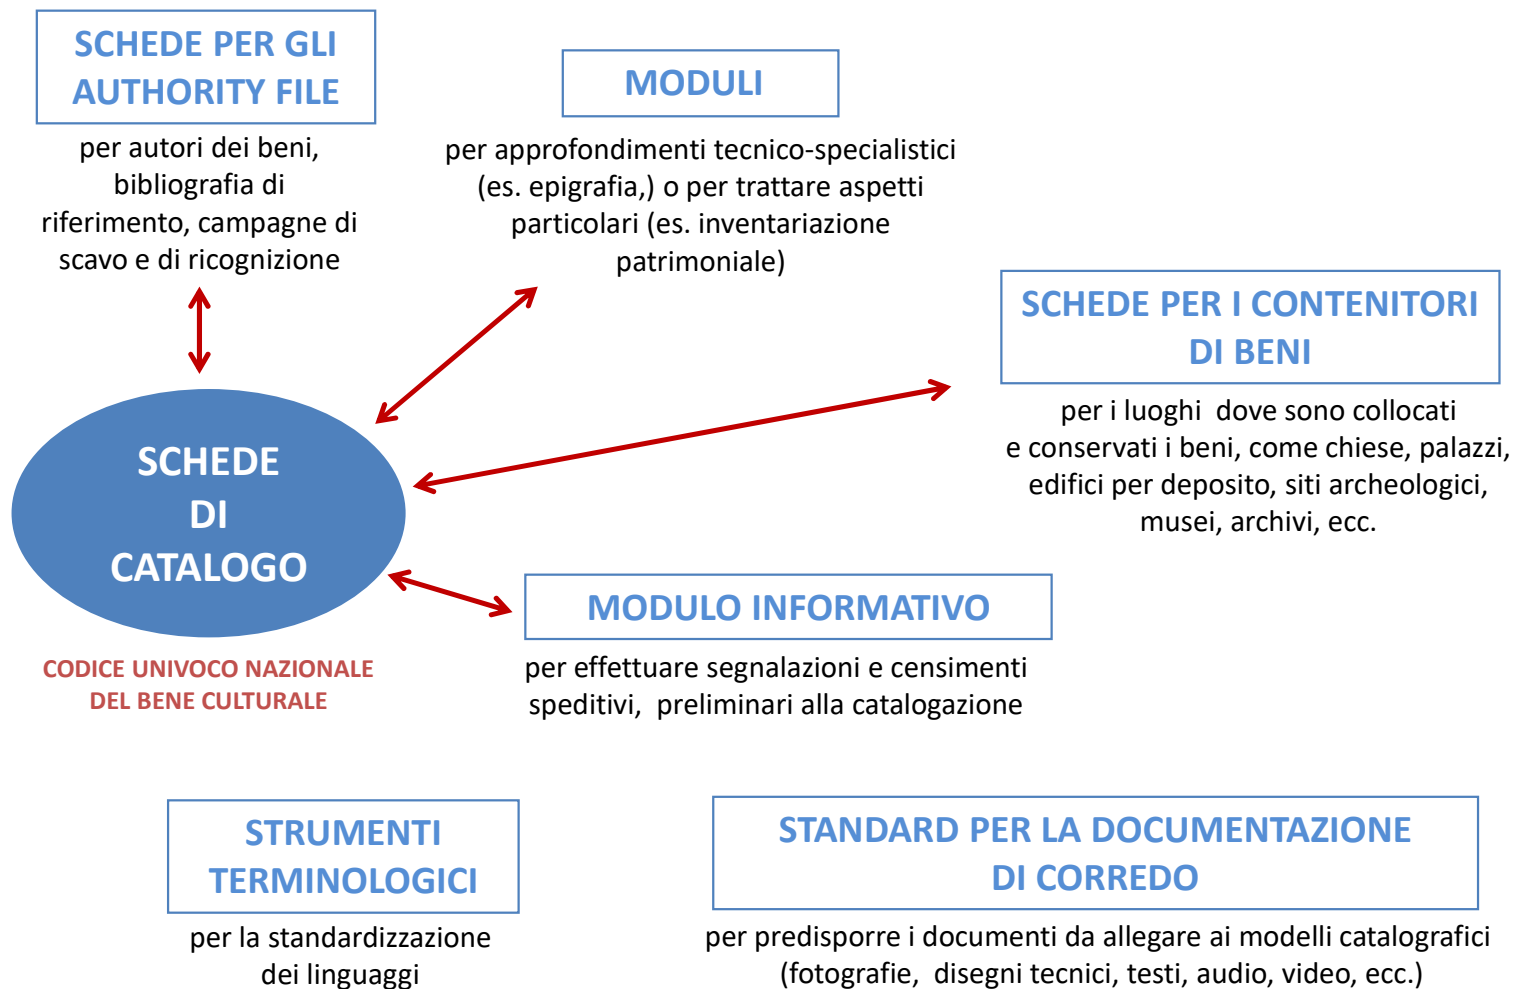 SCHEDE PER GLI
AUTHORITY FILE
per autori dei beni,
bibliografia di
riferimento, campagne di
scavo e di ricognizione
MODULI
per approfondimenti tecnico-specialistici
(es. epigrafia,) o per trattare aspetti
particolari (es. inventariazione
patrimoniale)
SCHEDE PER I CONTENITORI
DI BENI
per i luoghi dove sono collocati
e conservati i beni, come chiese, palazzi,
edifici per deposito, siti archeologici,
musei, archivi, ecc.
SCHEDE
DI
CATALOGO
CODICE UNIVOCO NAZIONALE
DEL BENE CULTURALE
MODULO INFORMATIVO
per effettuare segnalazioni e censimenti
speditivi, preliminari alla catalogazione
STRUMENTI
TERMINOLOGICI
per la standardizzazione
dei linguaggi
STANDARD PER LA DOCUMENTAZIONE
DI CORREDO
per predisporre i documenti da allegare ai modelli catalografici
(fotografie, disegni tecnici, testi, audio, video, ecc.)